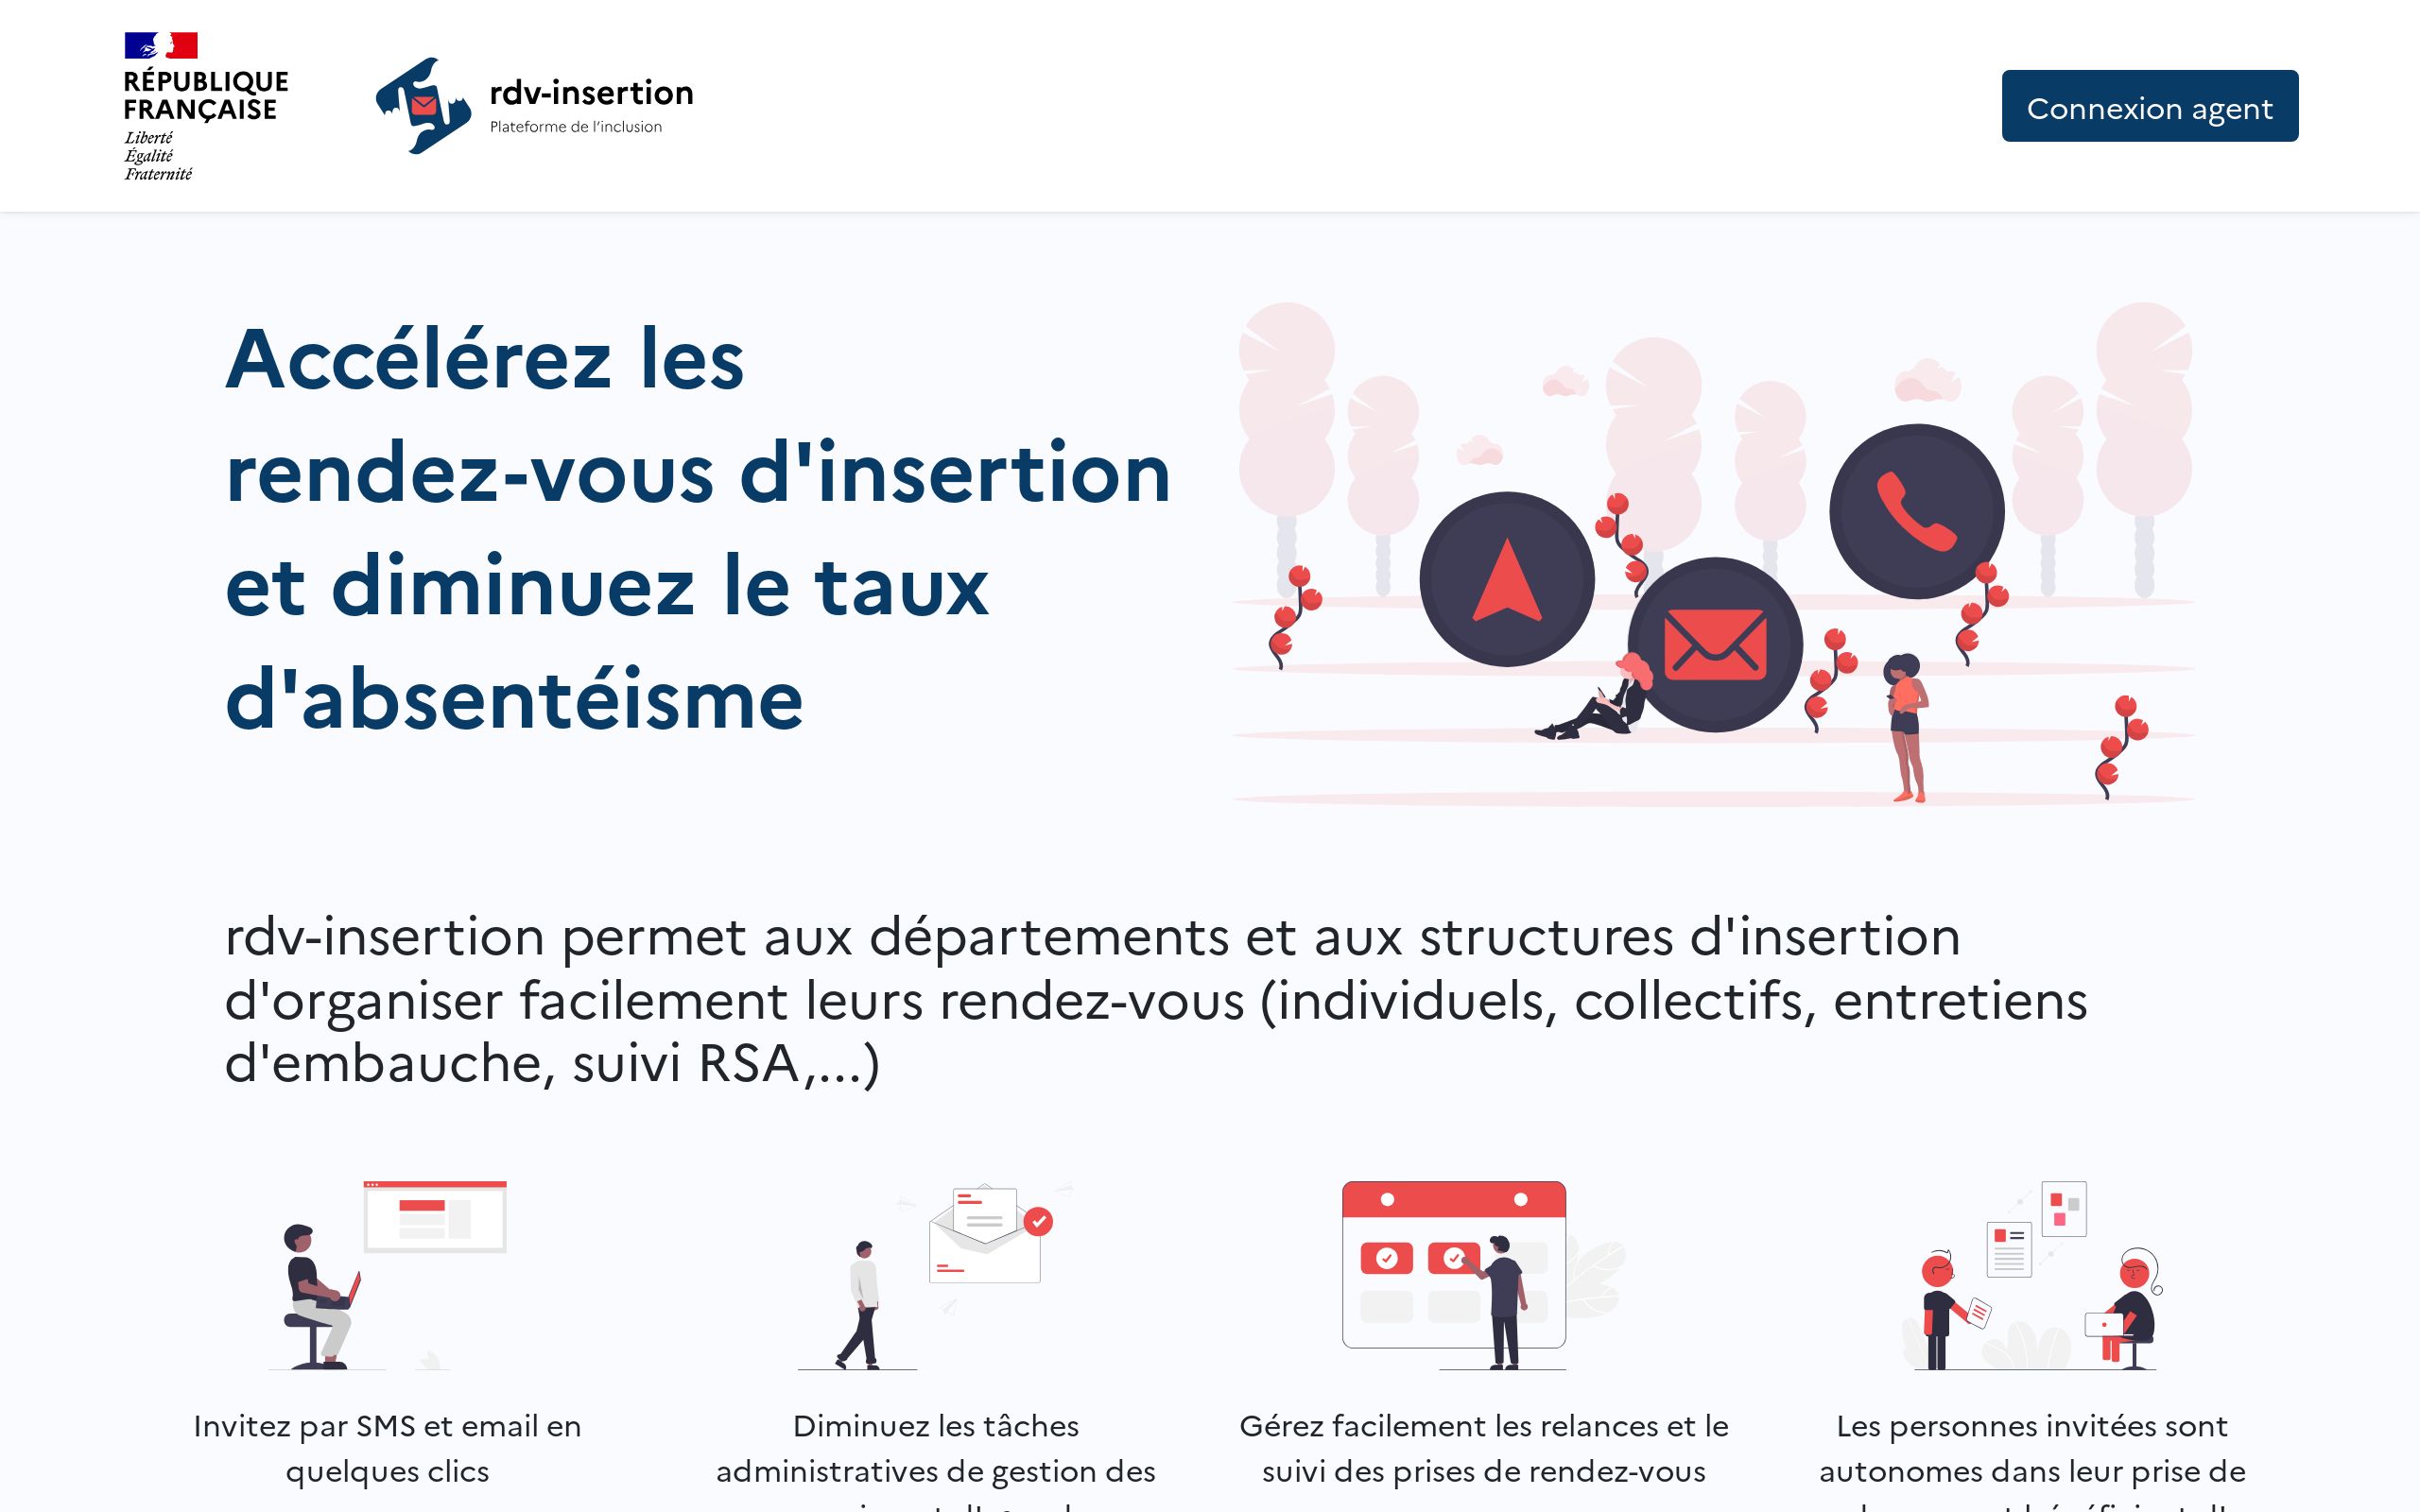 RÉPUBLIQUE
FRANÇAISE
Liberté
Égalité
Fraternité
rdv-insertion
Plateforme de l'inclusion
Connexion agent
Accélérez les
rendez-vous d'insertion
et diminuez le taux
d'absentéisme
rdv-insertion permet aux départements et aux structures d'insertion
d'organiser facilement leurs rendez-vous (individuels, collectifs, entretiens
d'embauche, suivi RSA,...)
Invitez par SMS et email en
quelques clics
Diminuez les tâches
administratives de gestion des
Gérez facilement les relances et le
suivi des prises de rendez-vous
Les personnes invitées sont
autonomes dans leur prise de